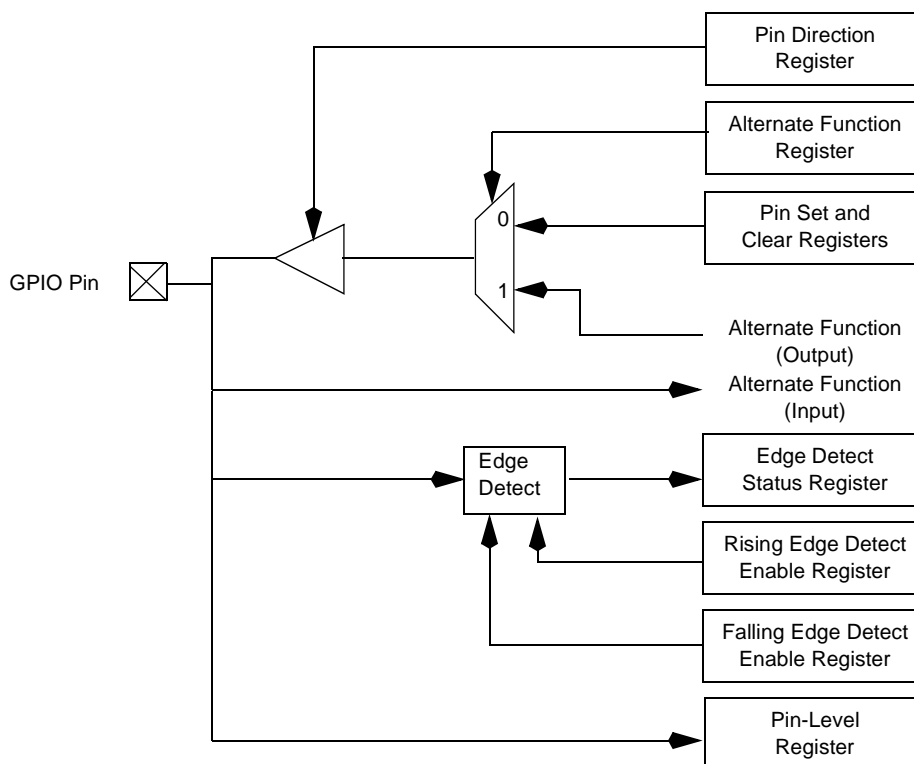 Pin Direction
Register
Alternate Function
Register
0
Pin Set and
Clear Registers
GPIO Pin
1
Alternate Function
(Output)
Alternate Function
(Input)
Edge
Detect
Edge Detect
Status Register
Rising Edge Detect
Enable Register
Falling Edge Detect
Enable Register
Pin-Level
Register